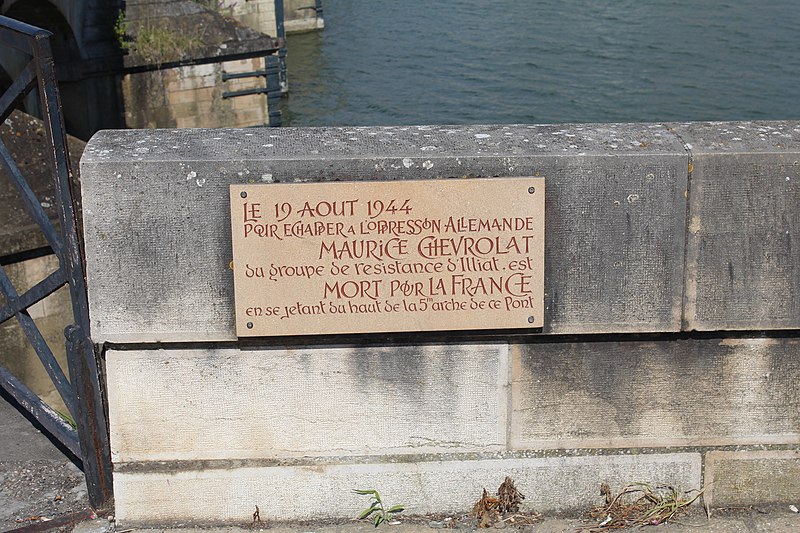 LE 19 AOUT 1944
POUR ECHAPPER A L'OPPRESSION ALLEMANDE
MAURICE CHEVROLAT
du groupe de resistance d'Illiat. est
MORT POUR LA FRANCE
en se jetant du haut de la 5me arche de ce Pont